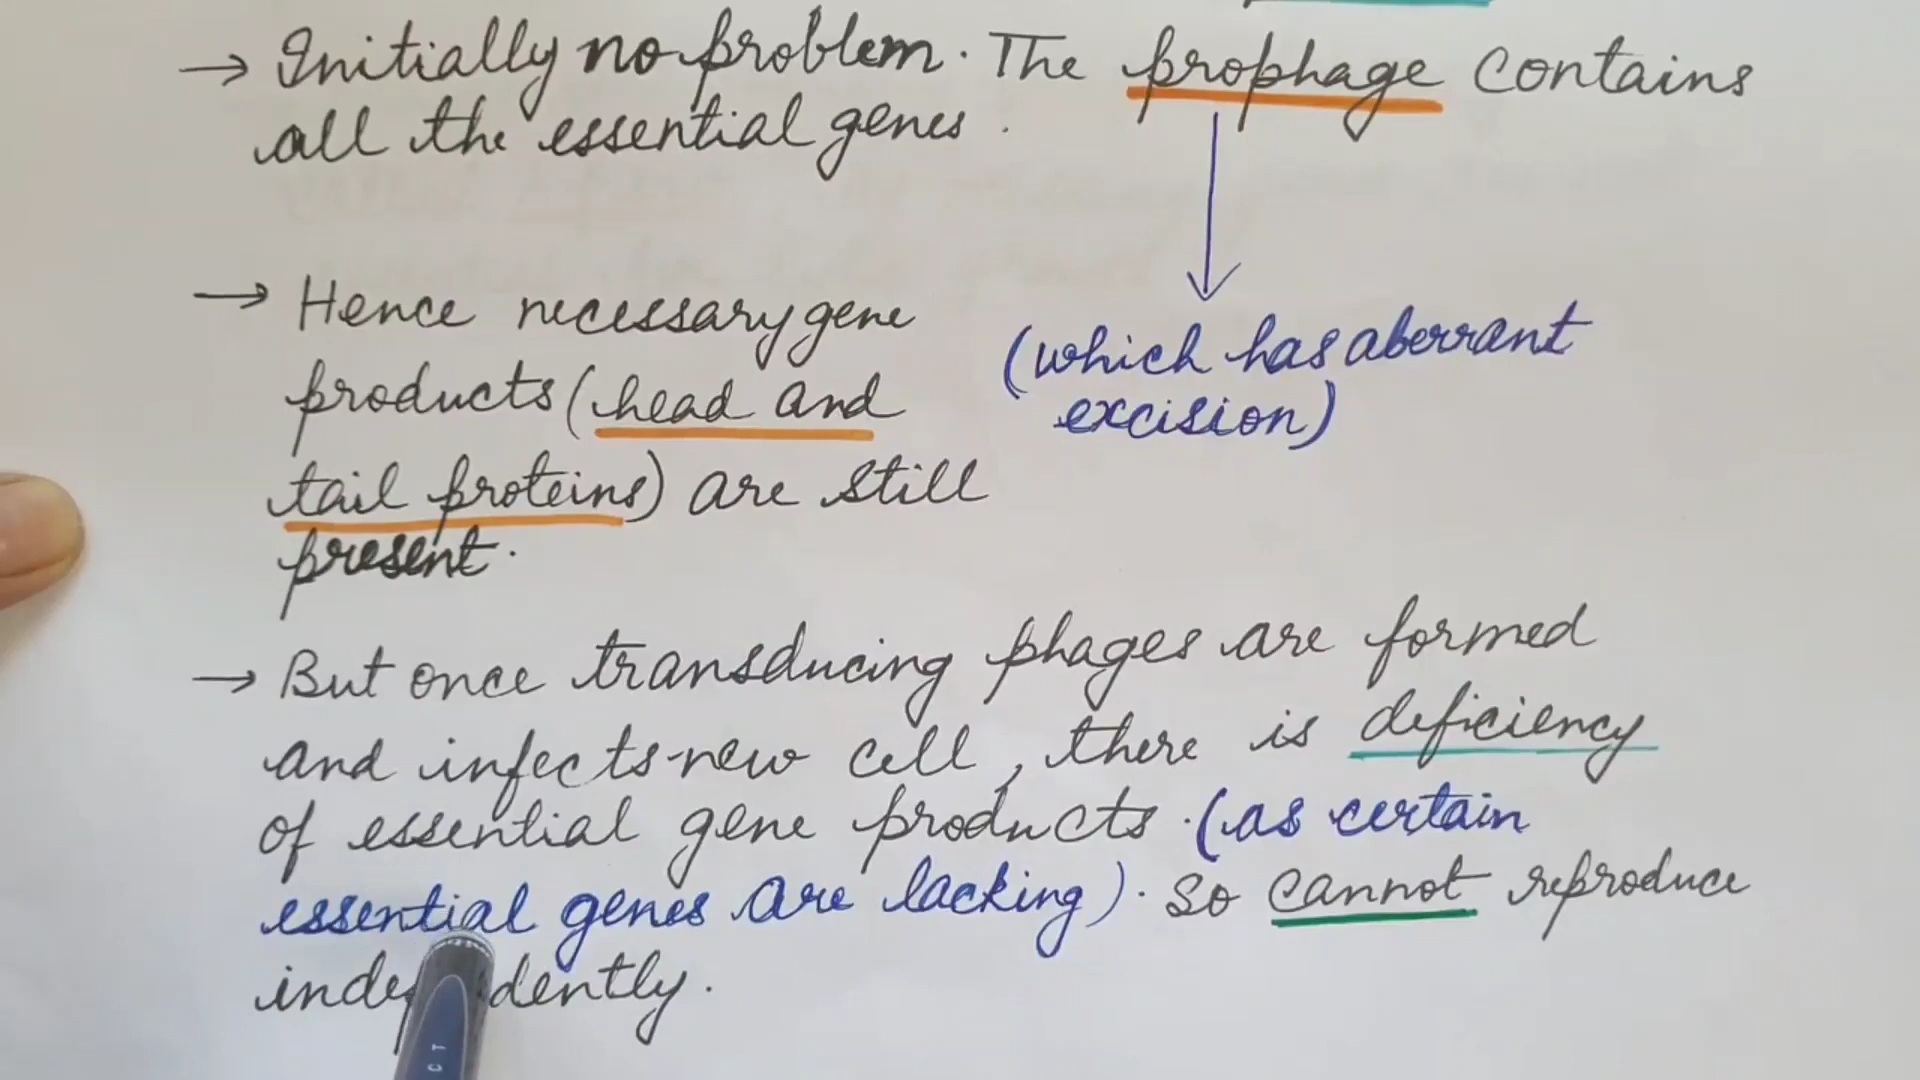 → Initially no problem. The prophage contains
all the essential genes.
→ Hence necessary gene
products (head and
tail proteins) are still
present.
(which has aberrant
excision)
→ But once transducing phages are formed
and infects new cell, there is deficiency
of essential gene products. (as certain
essential genes are lacking). So cannot reproduce
dently.
CT